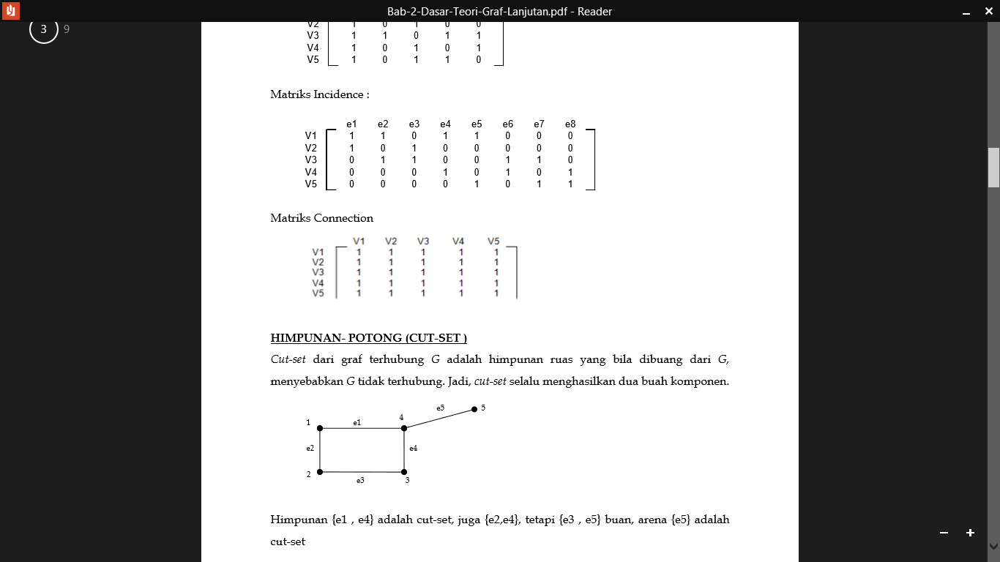 Bab-2-Dasar-Teori-Graf-Lanjutan.pdf - Reader
3 9
V2 1 0 1 0 0
V3 1 1 0 1 1
V4 1 0 1 0 1
V5 1 0 1 1 0
Matriks Incidence :
e1 e2 e3 e4 e5 e6 e7 e8
V1 1 1 0 1 1 0 0 0
V2 1 0 1 0 0 0 0 0
V3 0 1 1 0 0 1 1 0
V4 0 0 0 1 0 1 0 1
V5 0 0 0 0 1 0 1 1
Matriks Connection
V1 V2 V3 V4 V5
V1 1 1 1 1 1
V2 1 1 1 1 1
V3 1 1 1 1 1
V4 1 1 1 1 1
V5 1 1 1 1 1
HIMPUNAN- POTONG (CUT-SET )
Cut-set dari graf terhubung G adalah himpunan ruas yang bila dibuang dari G,
menyebabkan G tidak terhubung. Jadi, cut-set selalu menghasilkan dua buah komponen.
e5 5
1 e1 4
e2 e4
2 e3 3
Himpunan {e1 , e4} adalah cut-set, juga {e2,e4}, tetapi {e3 , e5} buan, arena {e5} adalah
cut-set